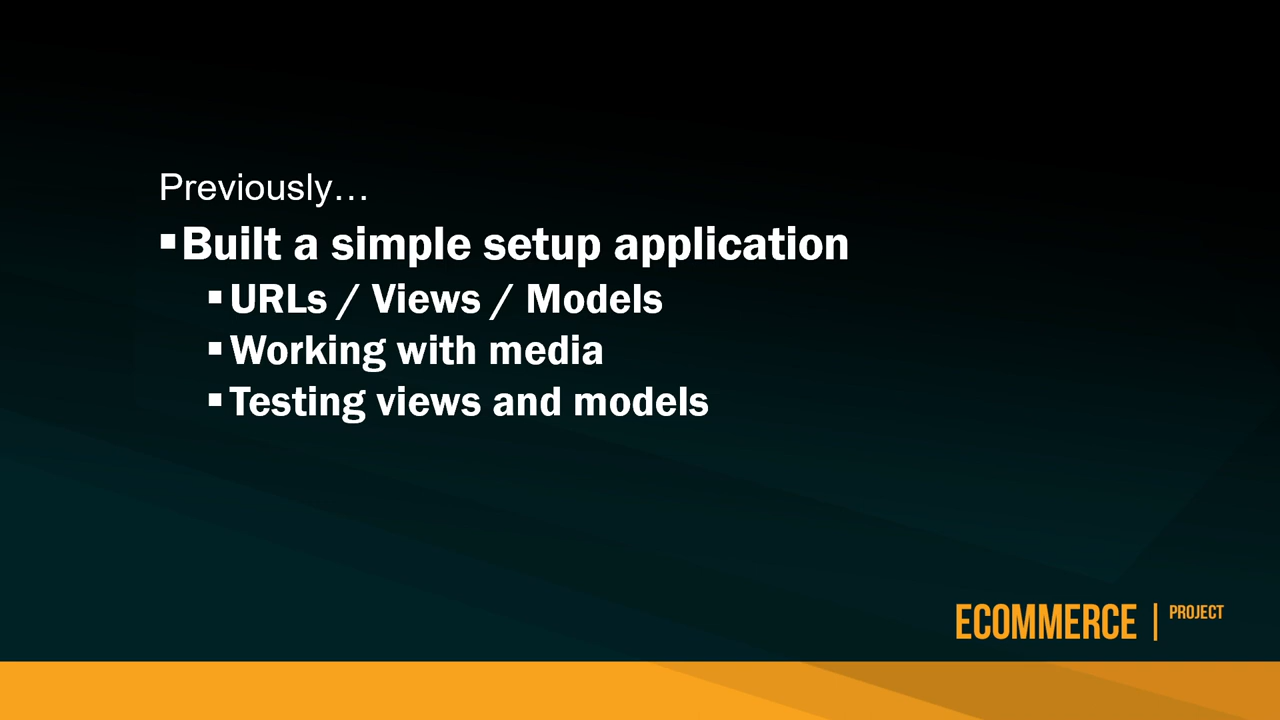 Previously…
▪Built a simple setup application
▪URLs / Views / Models
▪Working with media
▪Testing views and models
ECOMMERCE | PROJECT